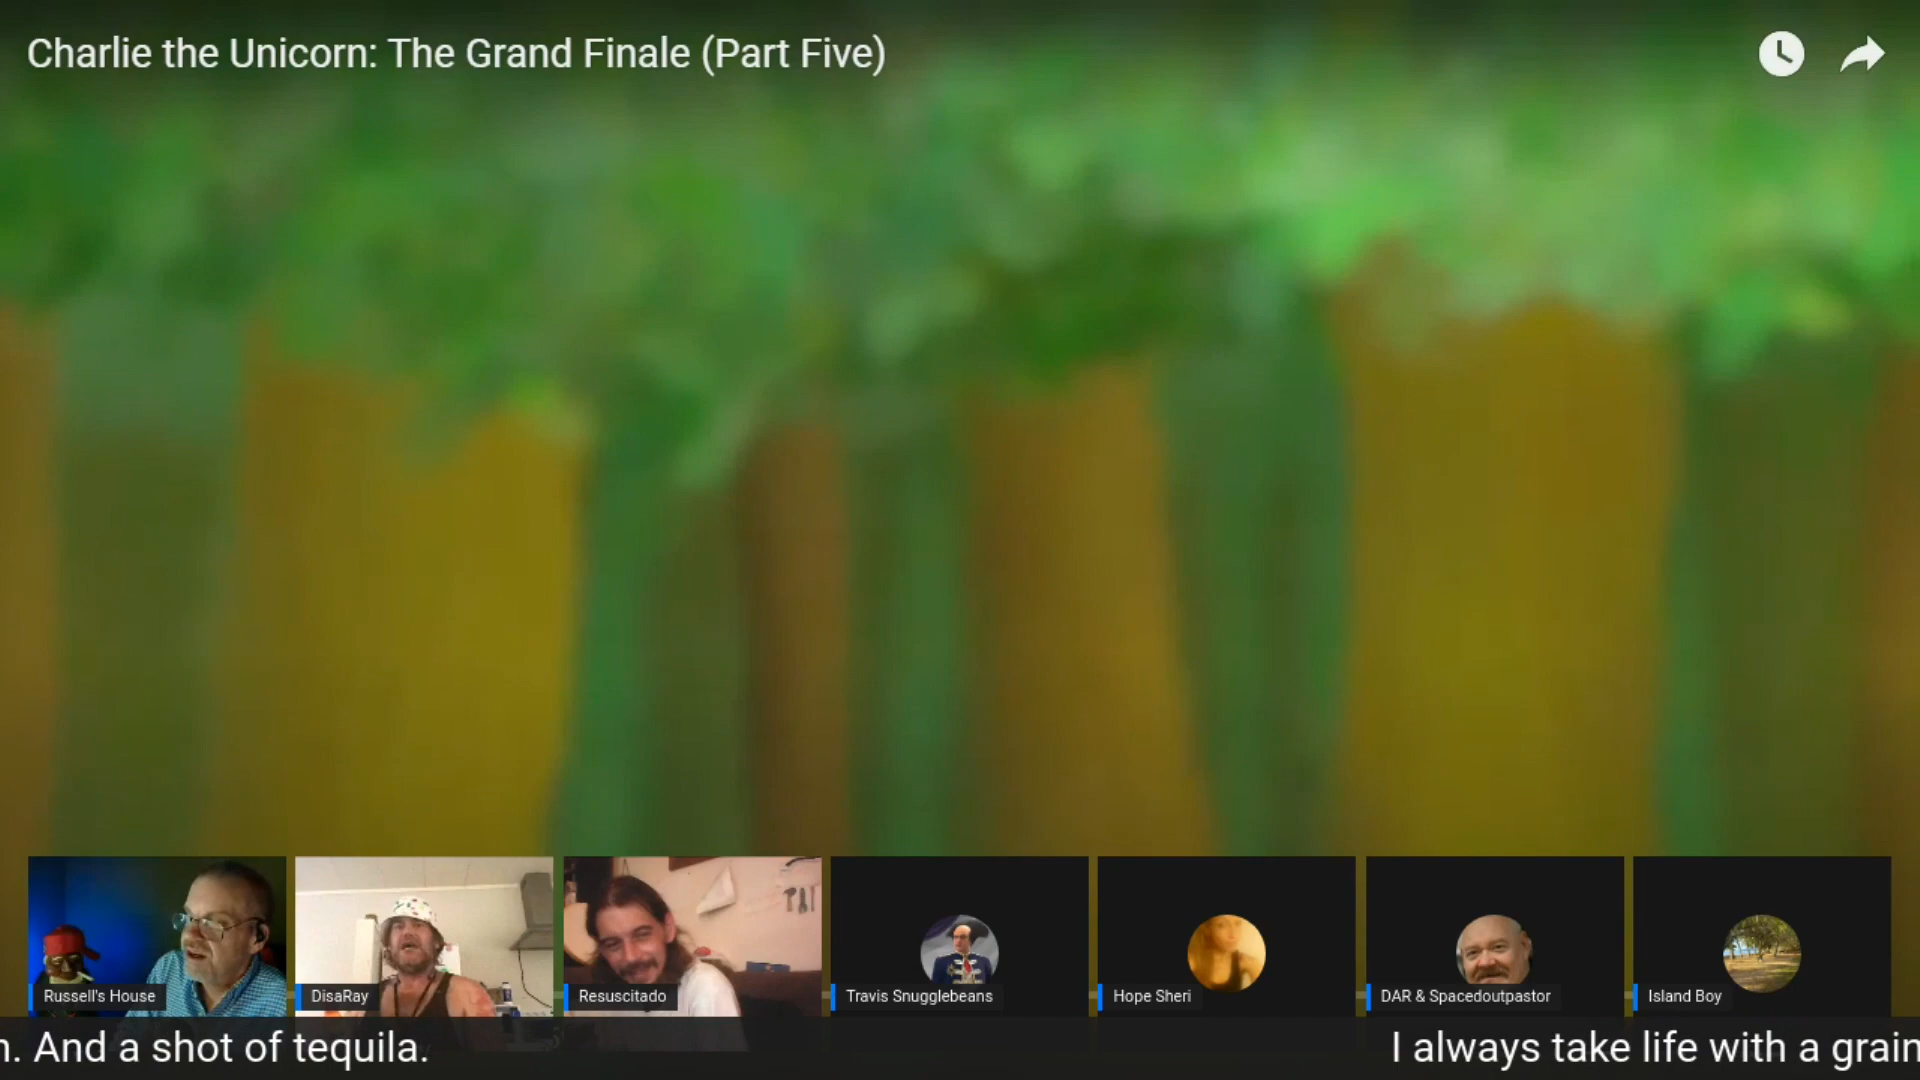 Charlie the Unicorn: The Grand Finale (Part Five)
Russell's House
DisaRay
Resuscitado
Travis Snugglebeans
Hope Sheri
DAR & Spacedoutpastor
Island Boy
n. And a shot of tequila.
I always take life with a grain